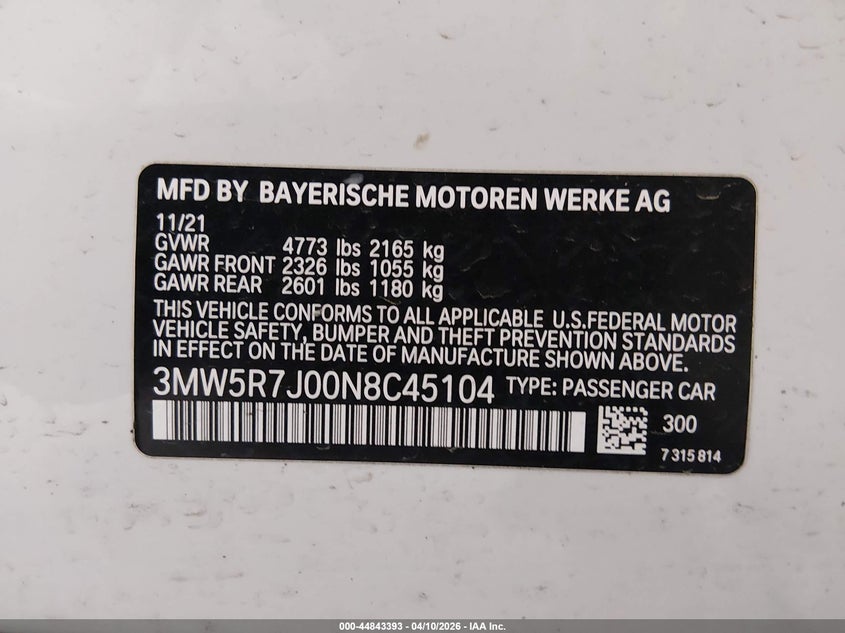 MFD BY BAYERISCHE MOTOREN WERKE AG
11/21
GVWR 4773 lbs 2165 kg
GAWR FRONT 2326 lbs 1055 kg
GAWR REAR 2601 lbs 1180 kg
THIS VEHICLE CONFORMS TO ALL APPLICABLE U.S.FEDERAL MOTOR
VEHICLE SAFETY, BUMPER AND THEFT PREVENTION STANDARDS
IN EFFECT ON THE DATE OF MANUFACTURE SHOWN ABOVE.
3MW5R7J00N8C45104 TYPE: PASSENGER CAR
300
7 315 814
000-44843393 - 04/10/2026 - IAA Inc.